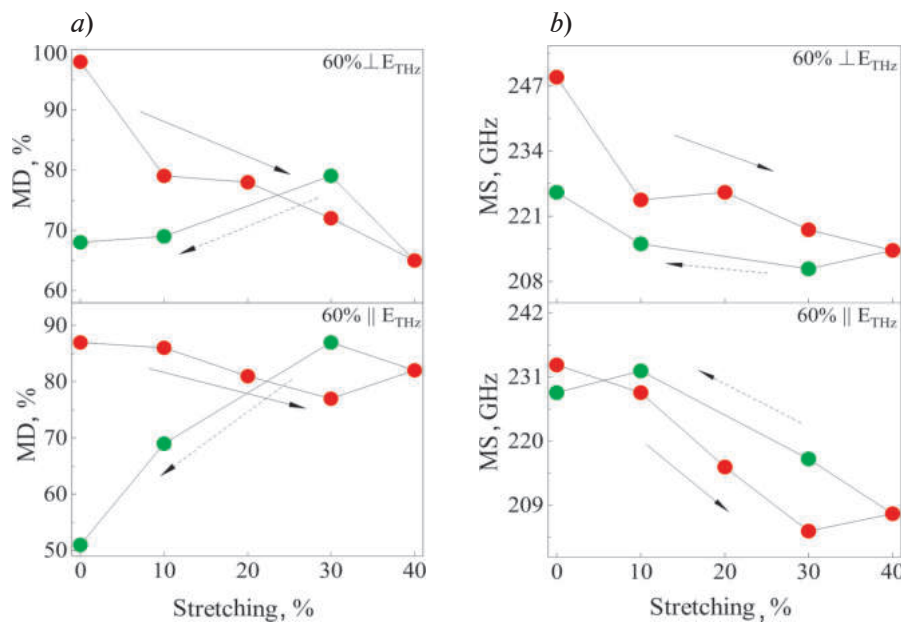 a)
b)
60% ⊥ E_THz
MD, %
100
90
80
70
60
60% ⊥ E_THz
MS, GHz
247
234
221
208
60% || E_THz
MD, %
90
80
70
60
50
0 10 20 30 40
Stretching, %
60% || E_THz
MS, GHz
242
231
220
209
0 10 20 30 40
Stretching, %